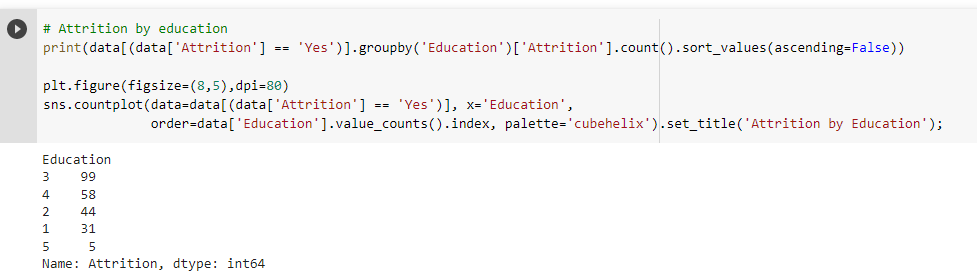 # Attrition by education
print(data[(data['Attrition'] == 'Yes')].groupby('Education')['Attrition'].count().sort_values(ascending=False))
plt.figure(figsize=(8,5),dpi=80)
sns.countplot(data=data[(data['Attrition'] == 'Yes')], x='Education',
order=data['Education'].value_counts().index, palette='cubehelix').set_title('Attrition by Education');
Education
3 99
4 58
2 44
1 31
5 5
Name: Attrition, dtype: int64